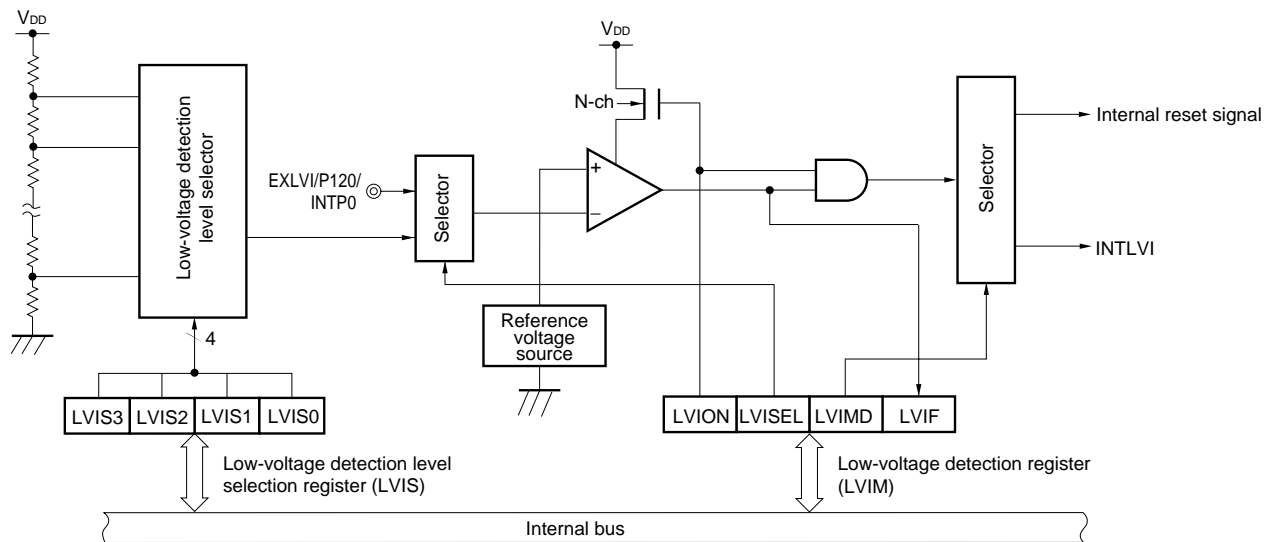 VDD
VDD
N-ch
Low-voltage detection
level selector
EXLVI/P120/
INTP0
Selector
+
−
Selector
Internal reset signal
INTLVI
Reference
voltage
source
4
LVIS3 LVIS2 LVIS1 LVIS0
LVION LVISEL LVIMD LVIF
Low-voltage detection level
selection register (LVIS)
Low-voltage detection register
(LVIM)
Internal bus